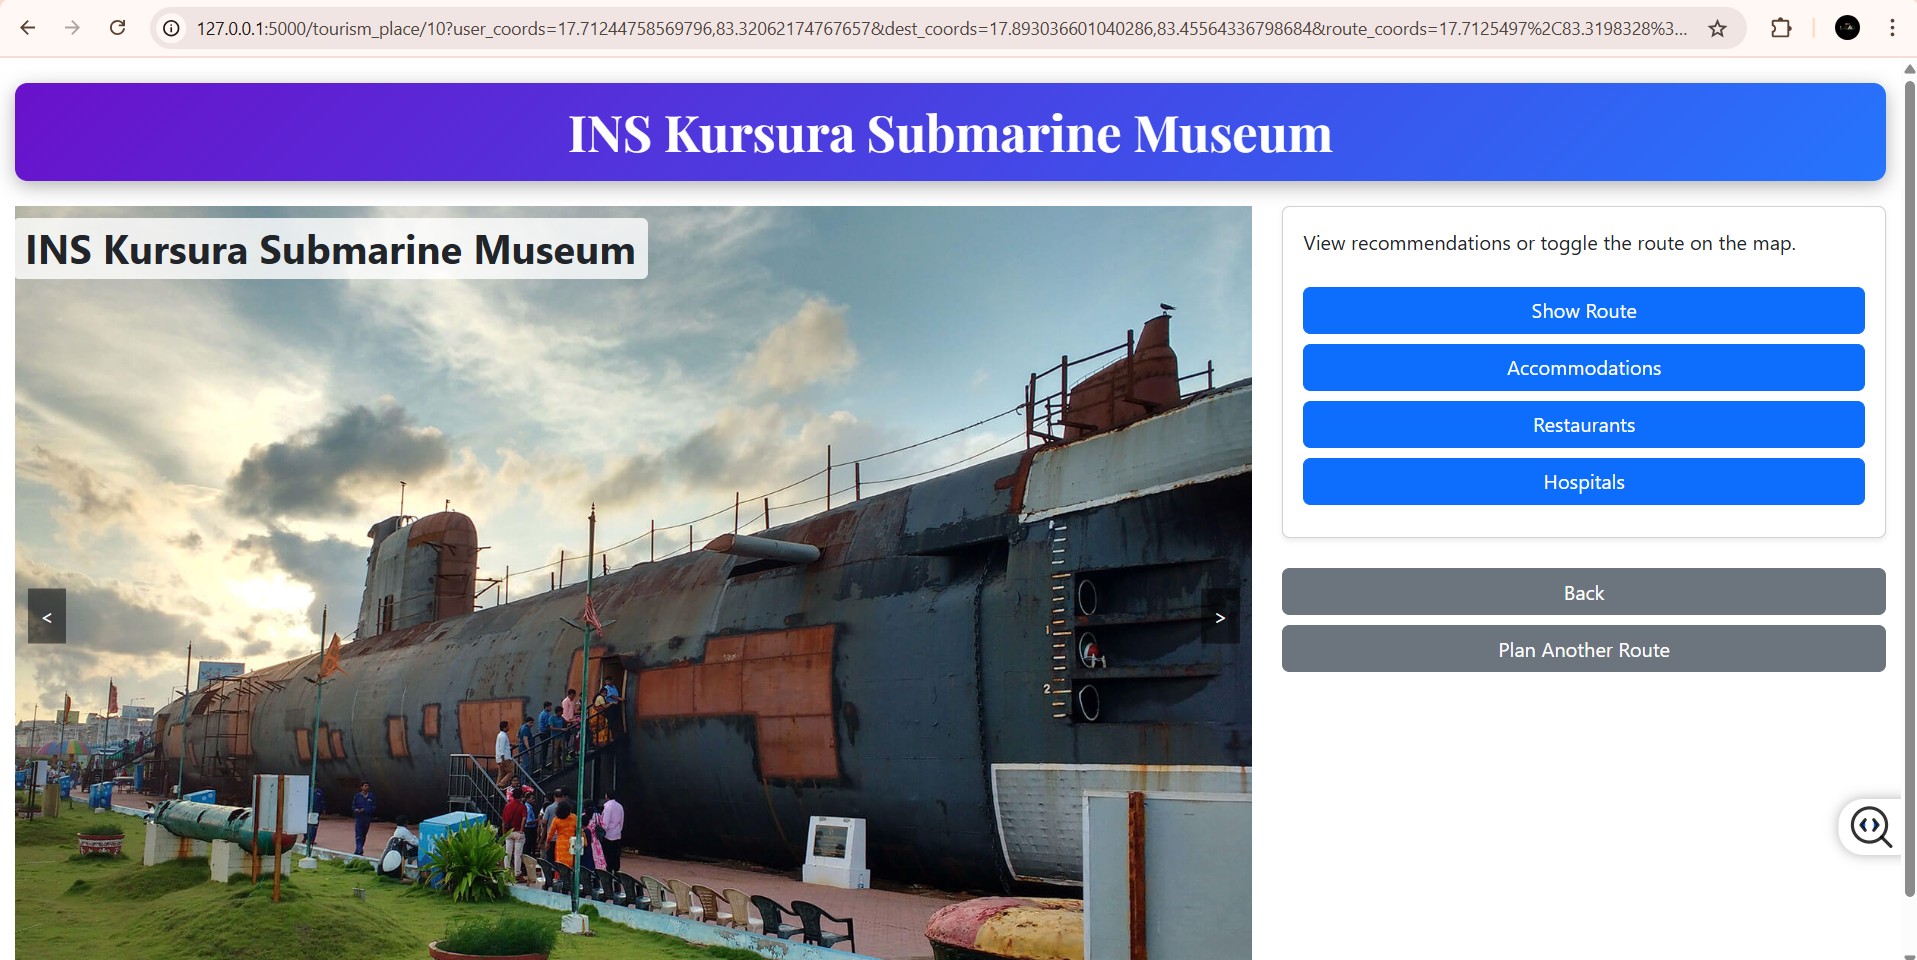 127.0.0.1:5000/tourism_place/10?user_coords=17.71244758569796,83.32062174767657&dest_coords=17.893036601040286,83.45564336798684&route_coords=17.7125497%2C83.3198328%3...
INS Kursura Submarine Museum
INS Kursura Submarine Museum
View recommendations or toggle the route on the map.
Show Route
Accommodations
Restaurants
Hospitals
<
>
Back
Plan Another Route
1
2